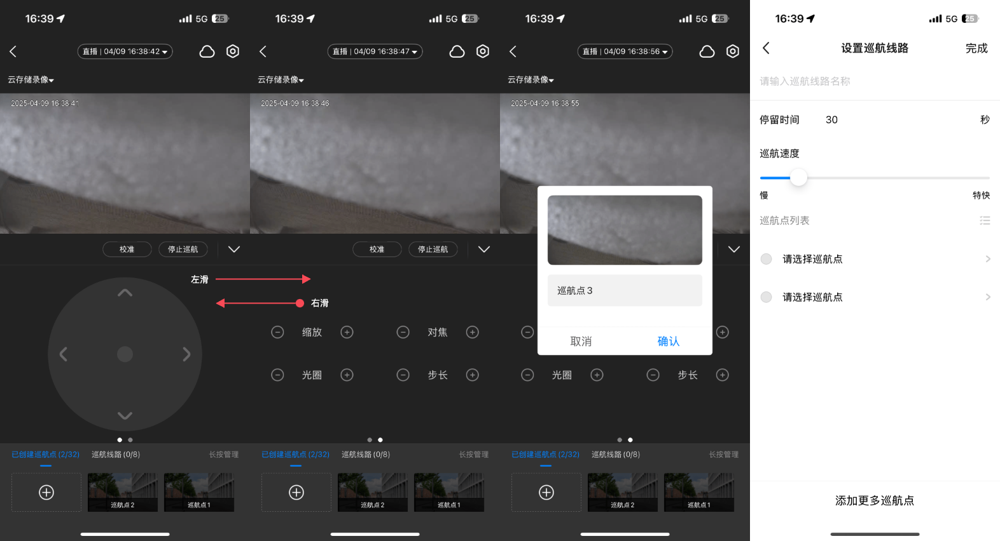 16:39
5G
25
直播 | 04/09 16:38:42
云存储录像
2025-04-09 16:38:41
校准
停止巡航
已创建巡航点 (2/32)
巡航线路 (0/8)
长按管理
巡航点2
巡航点1
16:39
5G
25
直播 | 04/09 16:38:47
云存储录像
2025-04-09 16:38:46
校准
停止巡航
左滑
右滑
缩放
对焦
光圈
步长
已创建巡航点 (2/32)
巡航线路 (0/8)
长按管理
巡航点2
巡航点1
16:39
5G
25
直播 | 04/09 16:38:56
云存储录像
2025-04-09 16:38:55
巡航点3
取消
确认
光圈
步长
已创建巡航点 (2/32)
巡航线路 (0/8)
长按管理
巡航点2
巡航点1
16:39
5G
25
设置巡航线路
完成
请输入巡航线路名称
停留时间 30 秒
巡航速度
慢
特快
巡航点列表
请选择巡航点
请选择巡航点
添加更多巡航点